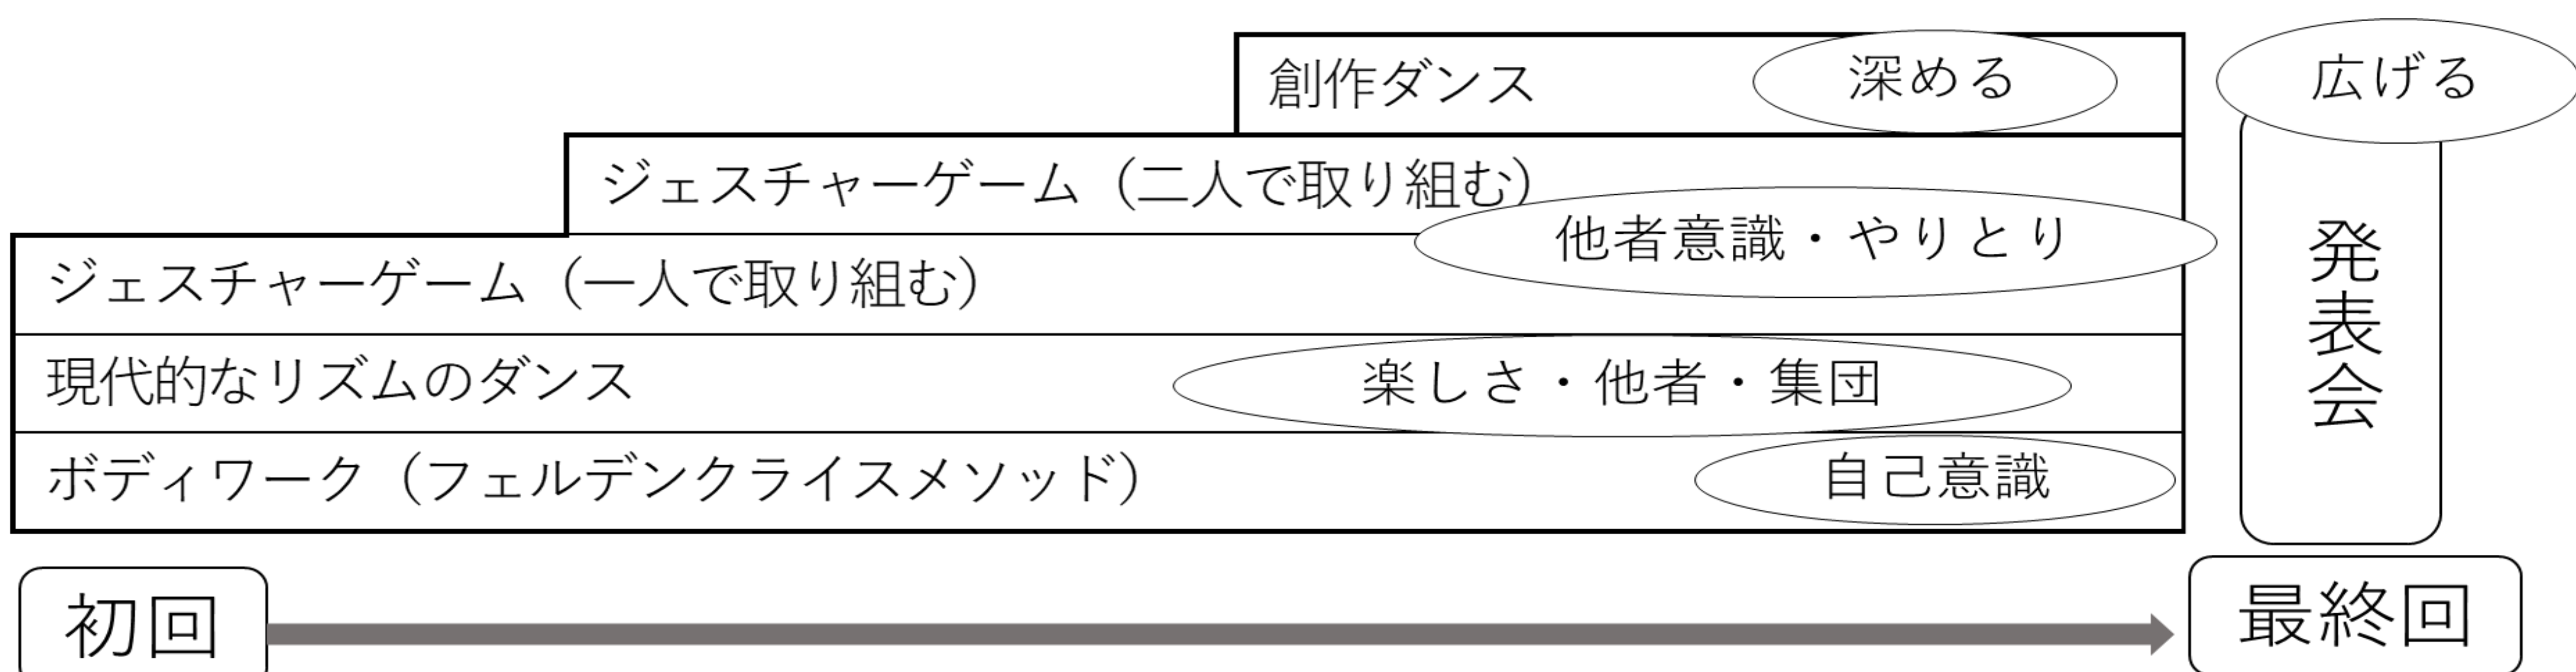 創作ダンス
深める
広げる
ジェスチャーゲーム（二人で取り組む）
他者意識・やりとり
ジェスチャーゲーム（一人で取り組む）
現代的なリズムのダンス
楽しさ・他者・集団
ボディワーク（フェルデンクライスメソッド）
自己意識
発表会
初回
最終回